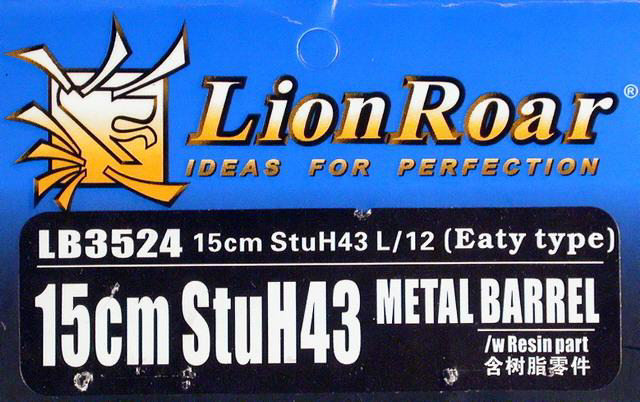 LionRoar®
IDEAS FOR PERFECTION
LB3524 15cm StuH43 L/12 (Eaty type)
15cm StuH43 METAL BARREL
/w Resin part
含树脂零件